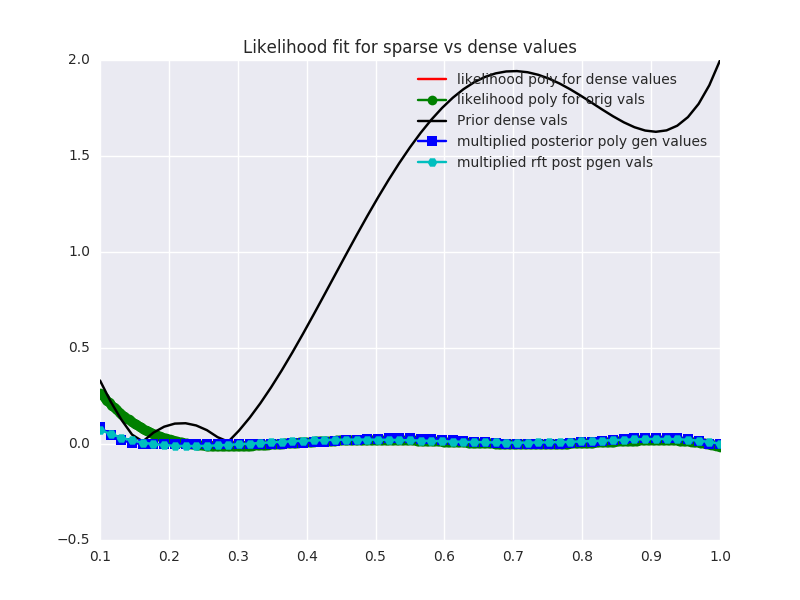 Likelihood fit for sparse vs dense values
2.0
likelihood poly for dense values
likelihood poly for orig vals
Prior dense vals
multiplied posterior poly gen values
multiplied rft post pgen vals
1.5
1.0
0.5
0.0
−0.5
0.1 0.2 0.3 0.4 0.5 0.6 0.7 0.8 0.9 1.0